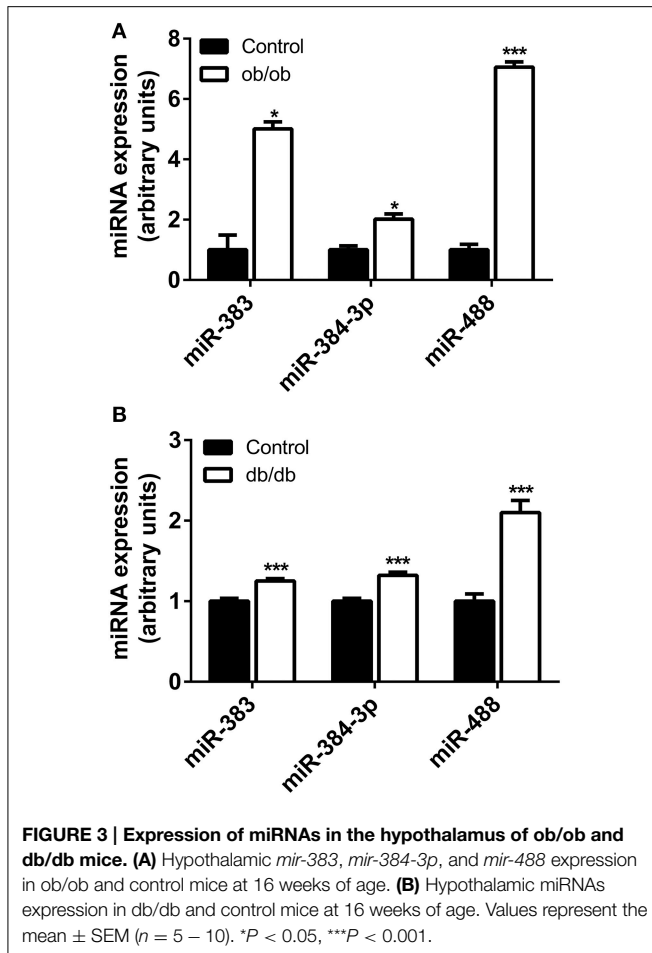 A
8
6
4
2
0
miRNA expression
(arbitrary units)
Control
ob/ob
*
*
***
miR-383
miR-384-3p
miR-488
B
3
2
1
0
miRNA expression
(arbitrary units)
Control
db/db
***
***
***
miR-383
miR-384-3p
miR-488
FIGURE 3 | Expression of miRNAs in the hypothalamus of ob/ob and
db/db mice. (A) Hypothalamic mir-383, mir-384-3p, and mir-488 expression
in ob/ob and control mice at 16 weeks of age. (B) Hypothalamic miRNAs
expression in db/db and control mice at 16 weeks of age. Values represent the
mean ± SEM (n = 5 – 10). *P < 0.05, ***P < 0.001.